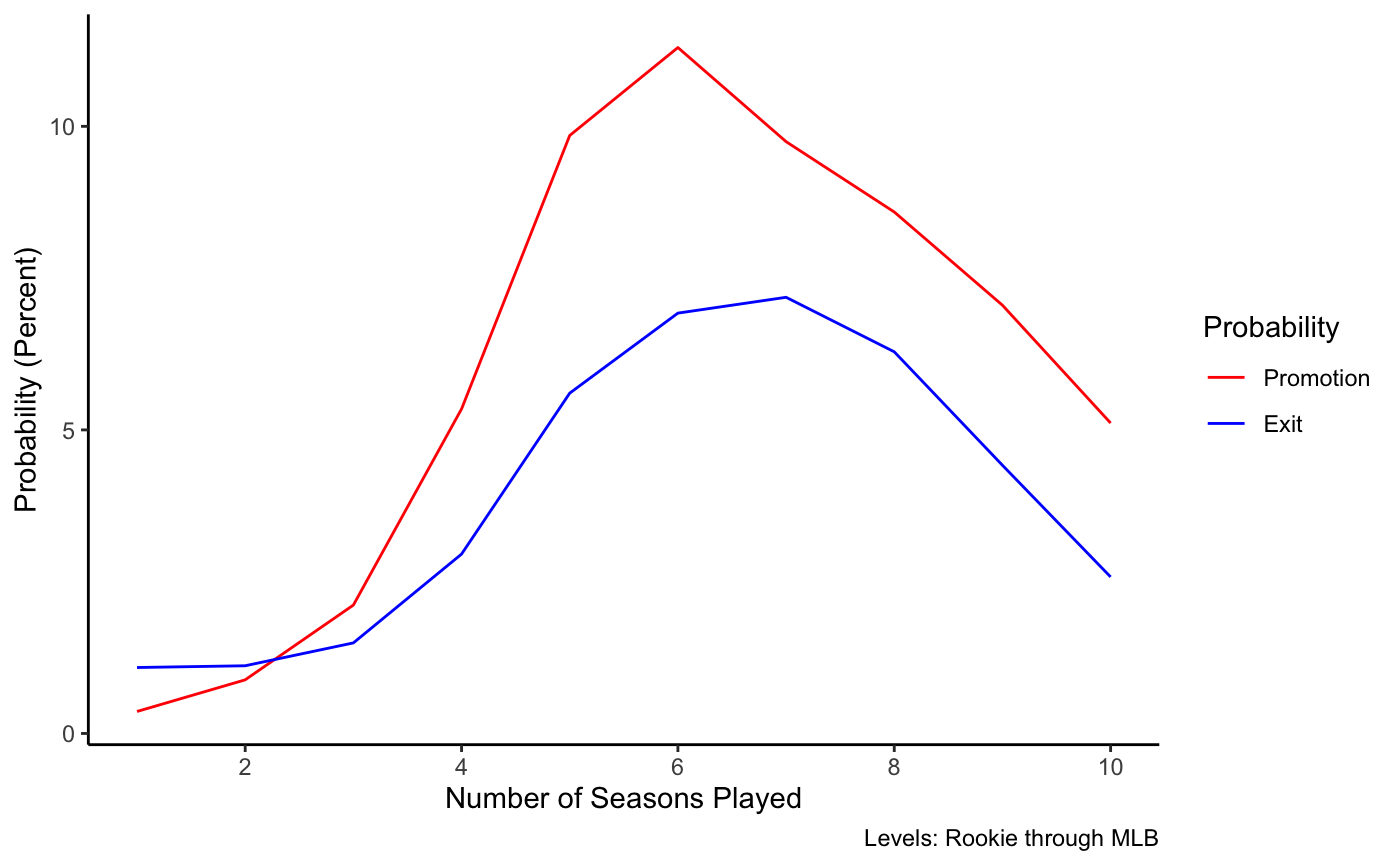 Probability (Percent)
10
5
0
2
4
6
8
10
Number of Seasons Played
Levels: Rookie through MLB
Probability
Promotion
Exit